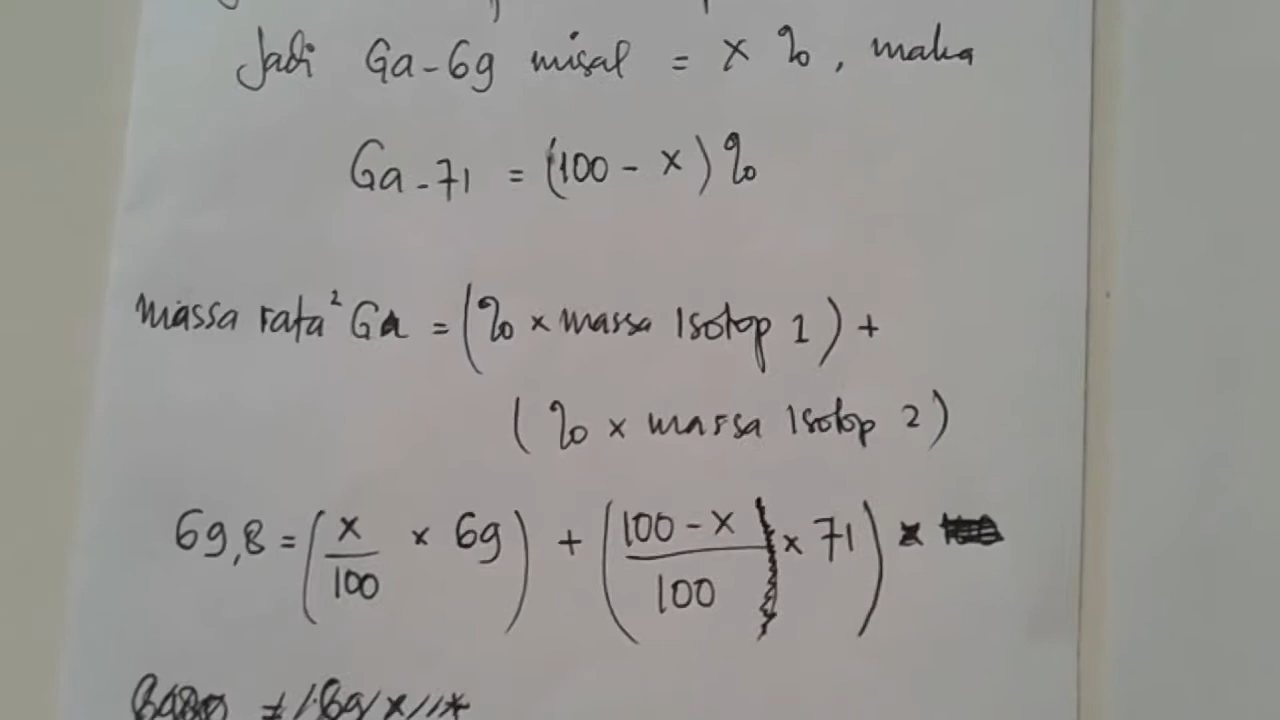 Jadi Ga-69 misal = x %, maka
Ga-71 = (100 - x) %
Massa rata² Ga = (% x massa Isotop 1) +
(% x massa Isotop 2)
69,8 = (x/100 x 69) + (100 - x/100 x 71) x